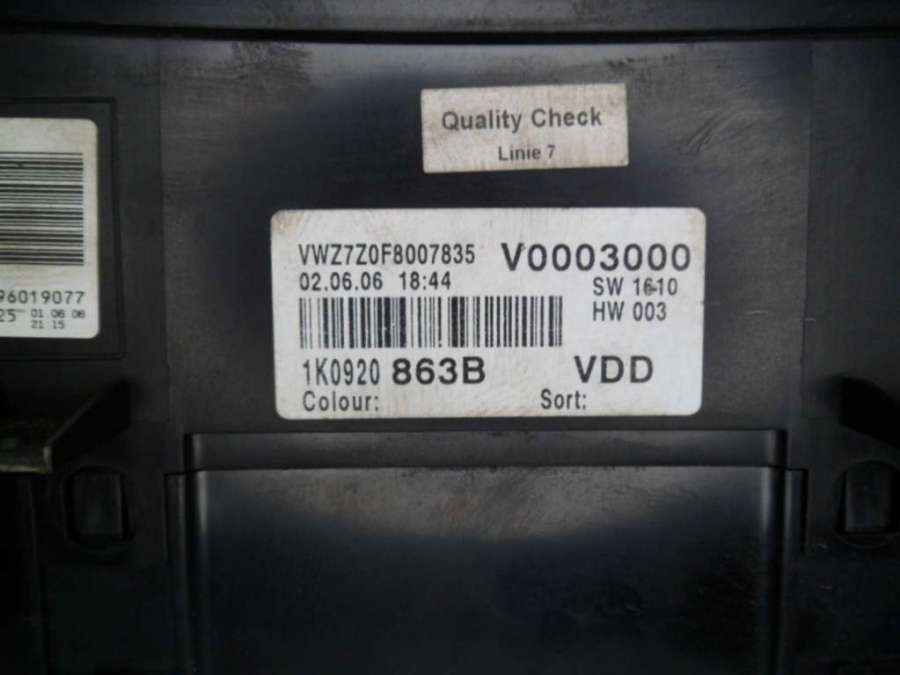 Quality Check
Linie 7
VWZ7Z0F8007835 V0003000
02.06.06 18:44 SW 1610
HW 003
1K0920 863B VDD
Colour: Sort:
96019077
25 01.06.06
21 15